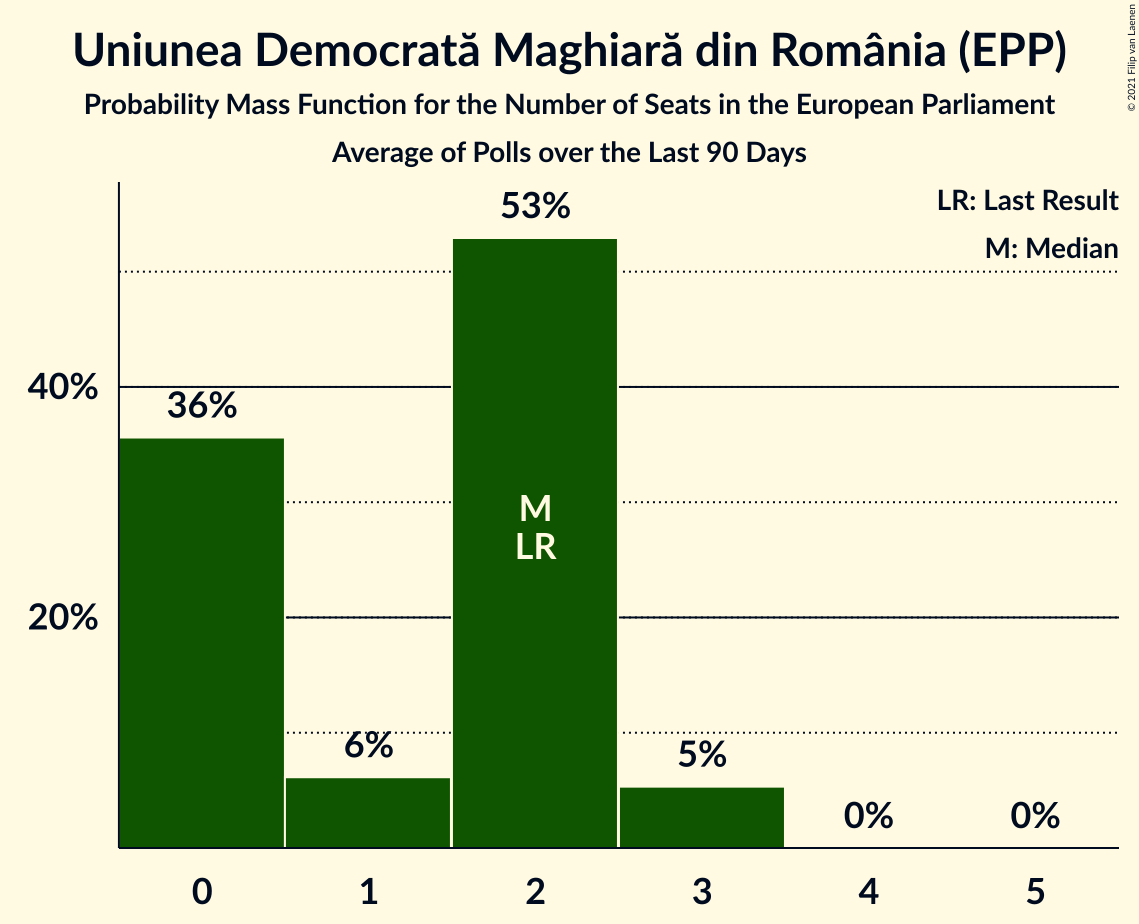 Uniunea Democrată Maghiară din România (EPP)
Probability Mass Function for the Number of Seats in the European Parliament
Average of Polls over the Last 90 Days
© 2021 Filip van Laenen
LR: Last Result
M: Median
53%
40%
36%
M
LR
20%
6%
5%
0%
0%
0
1
2
3
4
5